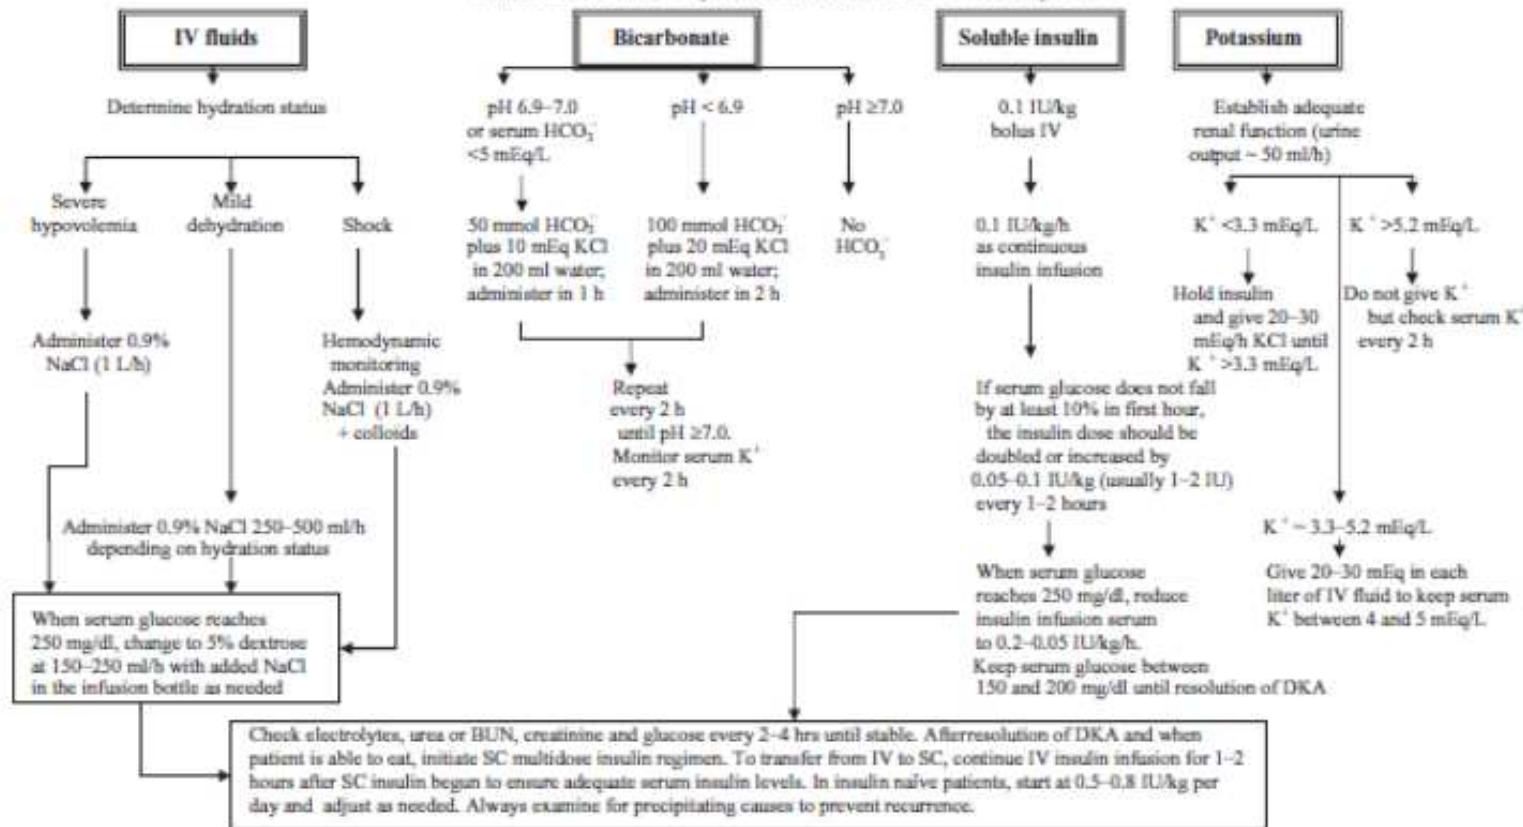 IV fluids
Determine hydration status
Severe
hypovolemia
Mild
dehydration
Shock
Administer 0.9%
NaCl (1 L/h)
Hemodynamic
monitoring
Administer 0.9%
NaCl (1 L/h)
+ colloids
Administer 0.9% NaCl 250–500 ml/h
depending on hydration status
When serum glucose reaches
250 mg/dl, change to 5% dextrose
at 150–250 ml/h with added NaCl
in the infusion bottle as needed
Bicarbonate
pH 6.9–7.0
or serum HCO₃⁻
<5 mEq/L
pH < 6.9
pH ≥7.0
50 mmol HCO₃⁻
plus 10 mEq KCl
in 200 ml water;
administer in 1 h
100 mmol HCO₃⁻
plus 20 mEq KCl
in 200 ml water;
administer in 2 h
No
HCO₃⁻
Repeat
every 2 h
until pH ≥7.0.
Monitor serum K⁺
every 2 h
Soluble insulin
0.1 IU/kg
bolus IV
0.1 IU/kg/h
as continuous
insulin infusion
If serum glucose does not fall
by at least 10% in first hour,
the insulin dose should be
doubled or increased by
0.05–0.1 IU/kg (usually 1–2 IU)
every 1–2 hours
When serum glucose
reaches 250 mg/dl, reduce
insulin infusion serum
to 0.2–0.05 IU/kg/h.
Keep serum glucose between
150 and 200 mg/dl until resolution of DKA
Potassium
Establish adequate
renal function (urine
output ~ 50 ml/h)
K⁺ <3.3 mEq/L
K⁺ >5.2 mEq/L
Hold insulin
and give 20–30
mEq/h KCl until
K⁺ >3.3 mEq/L
Do not give K⁺
but check serum K⁺
every 2 h
K⁺ ~ 3.3–5.2 mEq/L
Give 20–30 mEq in each
liter of IV fluid to keep serum
K⁺ between 4 and 5 mEq/L
Check electrolytes, urea or BUN, creatinine and glucose every 2–4 hrs until stable. Afterresolution of DKA and when
patient is able to eat, initiate SC multidose insulin regimen. To transfer from IV to SC, continue IV insulin infusion for 1–2
hours after SC insulin begun to ensure adequate serum insulin levels. In insulin naïve patients, start at 0.5–0.8 IU/kg per
day and adjust as needed. Always examine for precipitating causes to prevent recurrence.